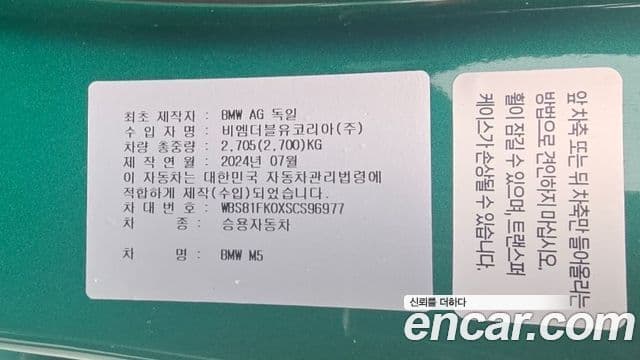 최초 제작자 : BMW AG 독일
수 입 자 명 : 비엠더블유코리아(주)
차량 총중량 : 2,705(2,700)KG
제 작 연 월 : 2024년 07월
이 자동차는 대한민국 자동차관리법령에
적합하게 제작(수입)되었습니다.
차 대 번 호 : WBS81FK0XSCS96977
차 종 : 승용자동차
차 명 : BMW M5
앞 차축 또는 뒤 차축만 들어올리는
방법으로 견인하지 마십시오.
휠이 잠길 수 있으며, 트랜스퍼
케이스가 손상될 수 있습니다.
신뢰를 더하다
encar.com